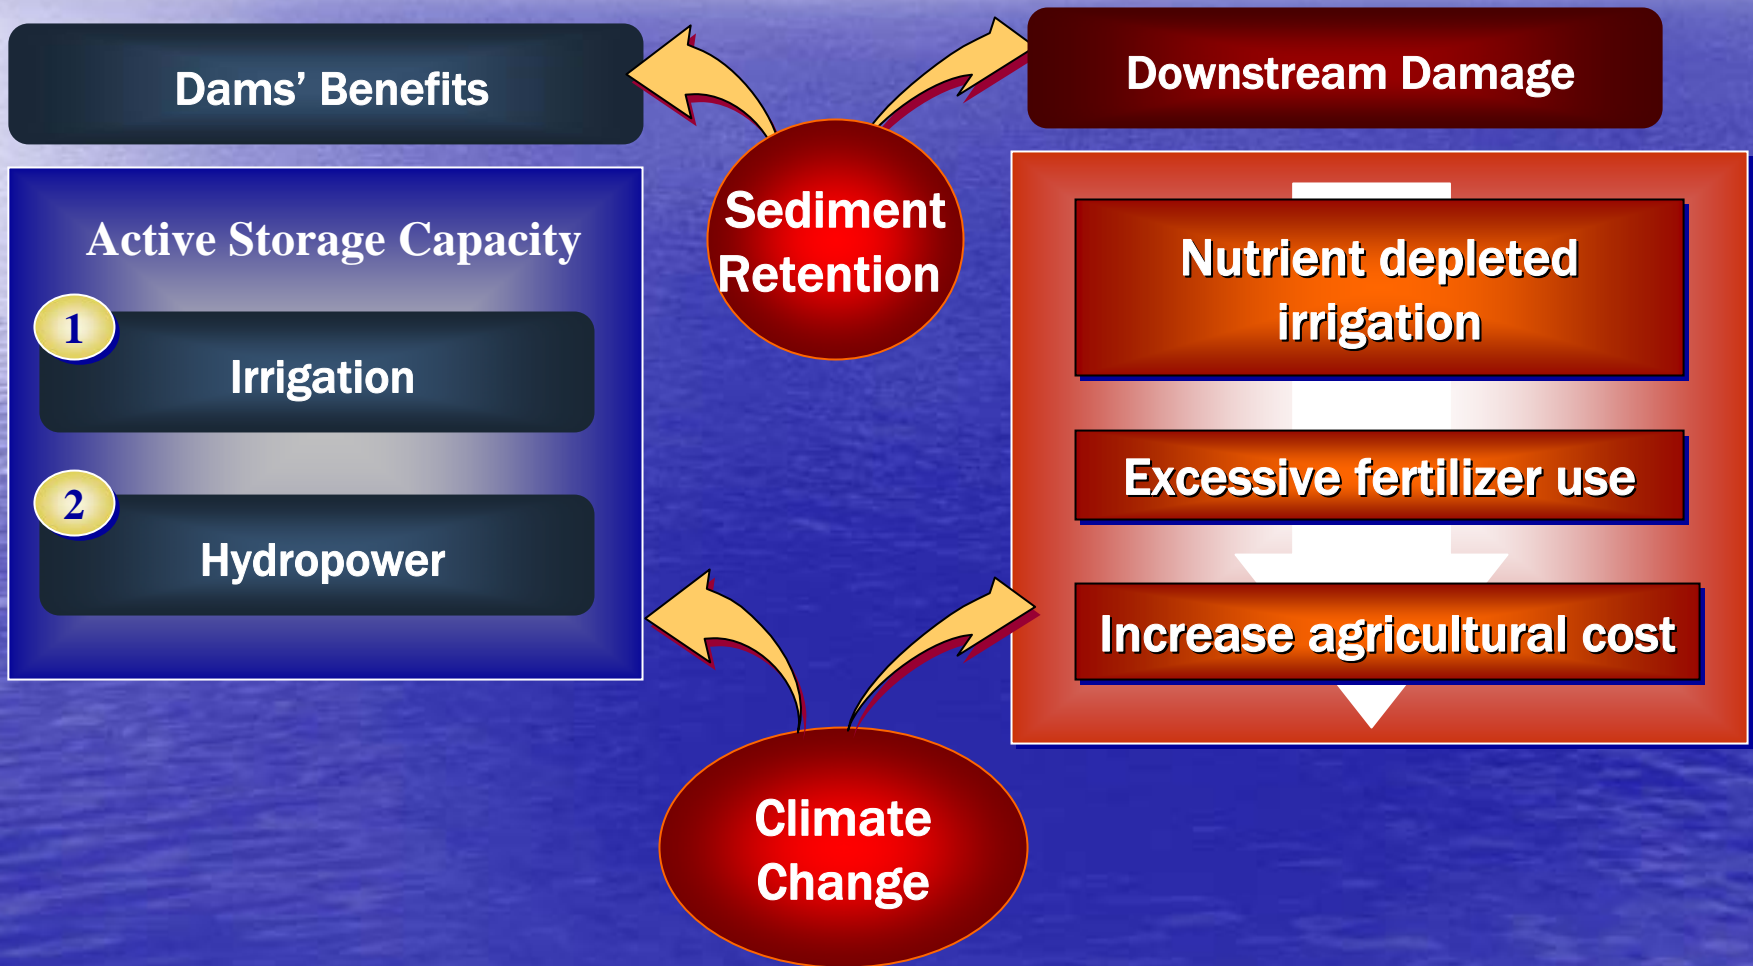 Dams’ Benefits
Active Storage Capacity
1
Irrigation
2
Hydropower
Sediment
Retention
Climate
Change
Downstream Damage
Nutrient depleted
irrigation
Excessive fertilizer use
Increase agricultural cost